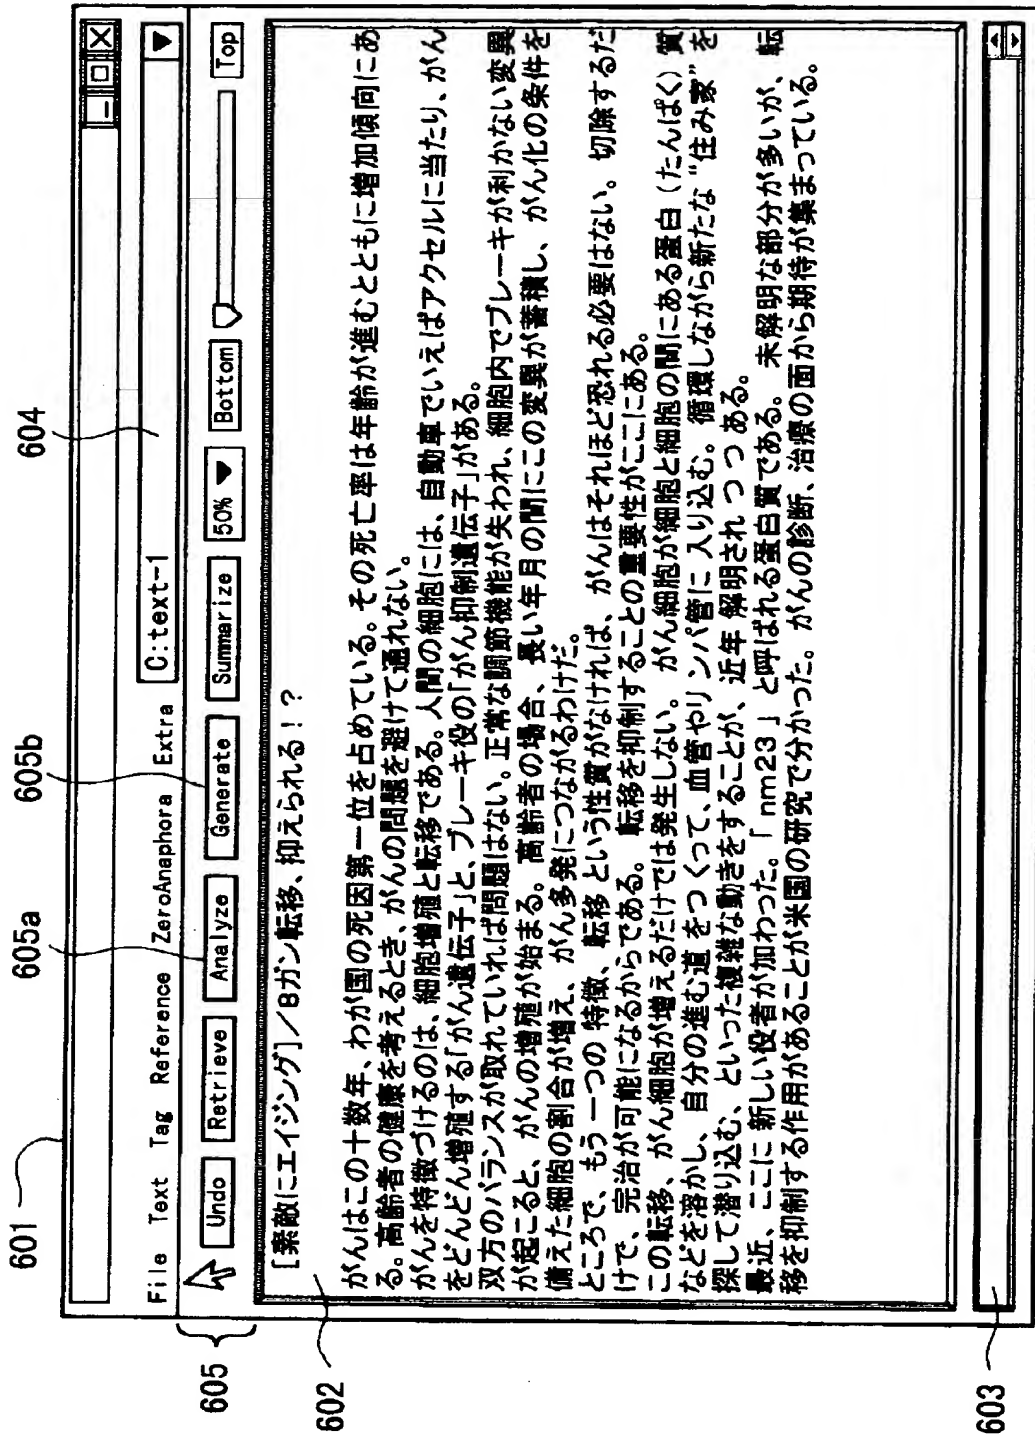 601
604
605b
605a
605
602
603
C:text-1
File Text Tag Reference ZeroAnaphora Extra
Undo Retrieve Analyze Generate Summarize 50% Bottom Top
[素敵にエイジング]／8ガン転移、抑えられる！？
がんはこの十数年、わが国の死因第一位を占めている。その死亡率は年齢が進むとともに増加傾向にあ
る。高齢者の健康を考えるとき、がんの問題を避けて通れない。
がんを特徴づけるのは、細胞増殖と転移である。人間の細胞には、自動車でいえばアクセルに当たり、がん
をどんどん増殖する「がん遺伝子」と、ブレーキ役の「がん抑制遺伝子」がある。
双方のバランスが取れていれば問題はない。正常な調節機能が失われ、細胞内でブレーキが利かない変異
が起こると、がんの増殖が始まる。高齢者の場合、長い年月の間にこの変異が蓄積し、がん化の条件を
備えた細胞の割合が増え、がん多発につながるわけだ。
ところで、もう一つの特徴、転移という性質がなければ、がんはそれほど恐れる必要はない。切除するだ
けで、完治が可能になるからである。転移を抑制することの重要性がここにある。
この転移、がん細胞が増えるだけでは発生しない。がん細胞が細胞と細胞の間にある蛋白（たんぱく）質
などを溶かし、自分の進む道をつくって、血管やリンパ管に入り込む。循環しながら新たな“住み家”を
探して潜り込む、といった複雑な動きをすることが、近年解明されつつある。
最近、ここに新しい役者が加わった。「nm23」と呼ばれる蛋白質である。未解明な部分が多いが、転
移を抑制する作用があることが米国の研究で分かった。がんの診断、治療の面から期待が集まっている。